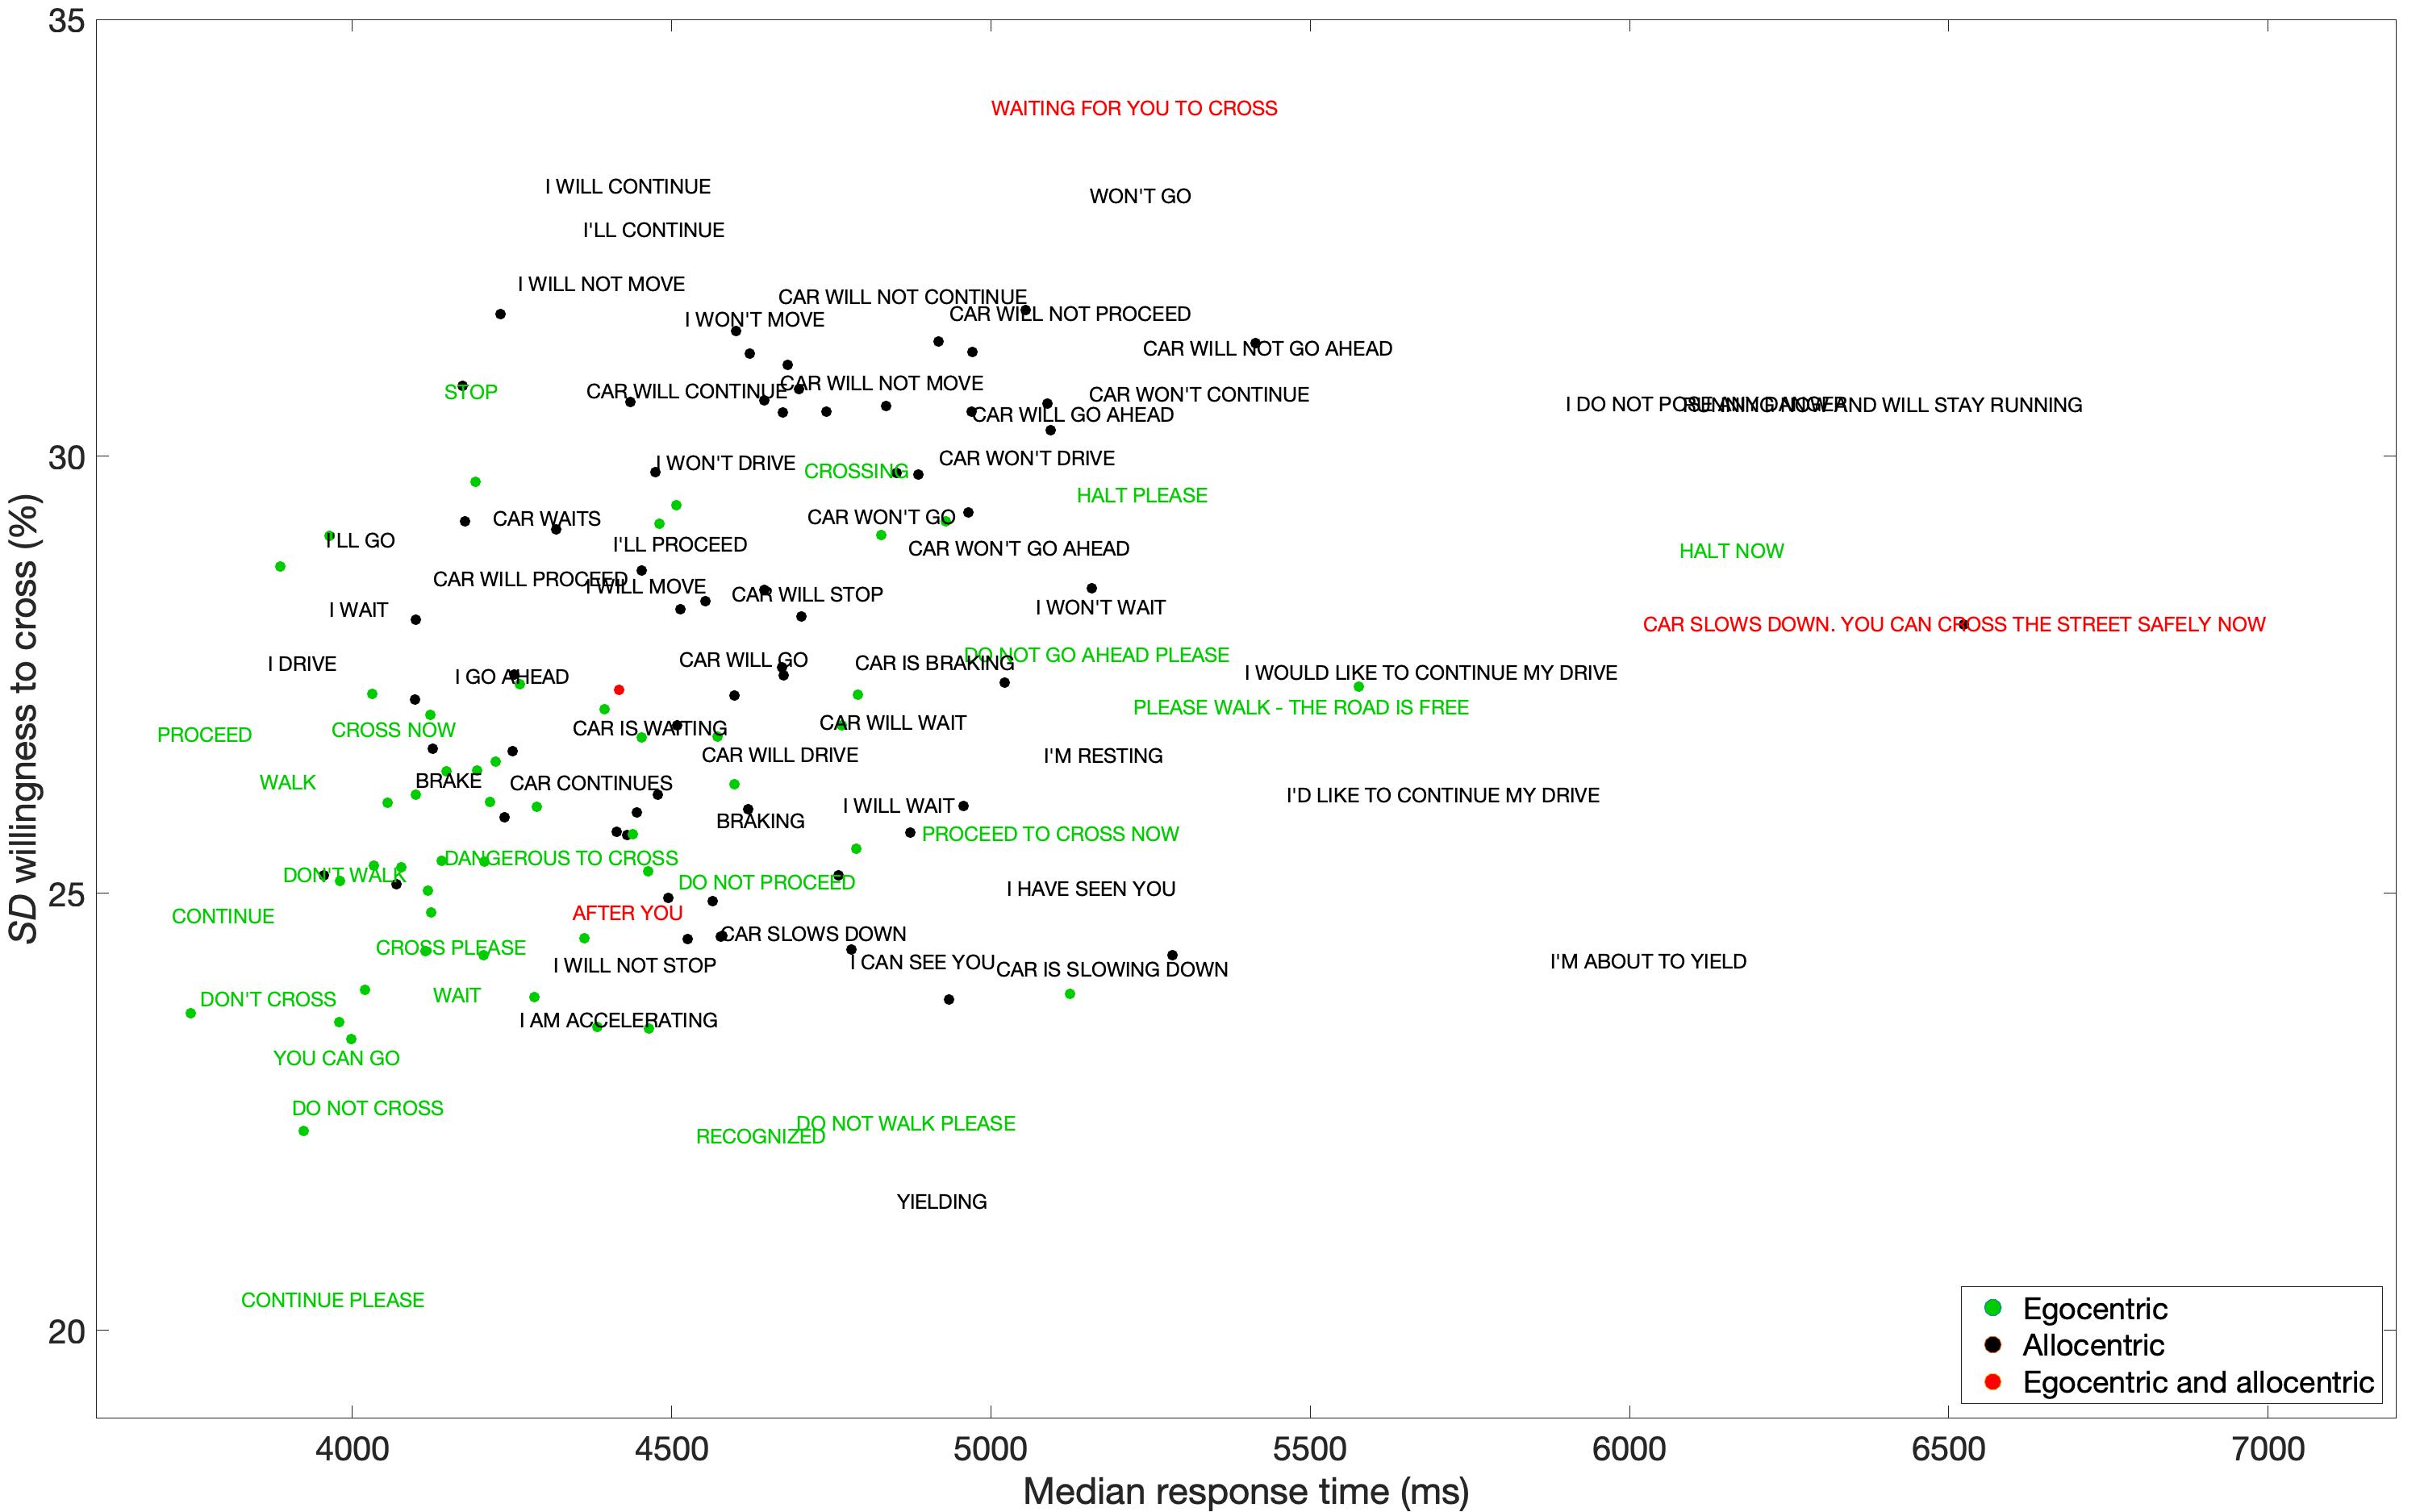 35
WAITING FOR YOU TO CROSS
I WILL CONTINUE
WON'T GO
I'LL CONTINUE
I WILL NOT MOVE
CAR WILL NOT CONTINUE
CAR WILL NOT PROCEED
I WON'T MOVE
CAR WILL NOT GO AHEAD
CAR WILL NOT MOVE
STOP
CAR WILL CONTINUE
CAR WON'T CONTINUE
I DO NOT POSE ANY DANGER
RUNNING NOW AND WILL STAY RUNNING
CAR WILL GO AHEAD
30
CAR WON'T DRIVE
I WON'T DRIVE
CROSSING
HALT PLEASE
CAR WON'T GO
CAR WAITS
I'LL GO
I'LL PROCEED
CAR WON'T GO AHEAD
HALT NOW
CAR WILL PROCEED
I WILL MOVE
CAR WILL STOP
I WON'T WAIT
I WAIT
CAR SLOWS DOWN. YOU CAN CROSS THE STREET SAFELY NOW
DO NOT GO AHEAD PLEASE
CAR WILL GO
CAR IS BRAKING
I DRIVE
I WOULD LIKE TO CONTINUE MY DRIVE
I GO AHEAD
PLEASE WALK - THE ROAD IS FREE
CAR WILL WAIT
CAR IS WAITING
CROSS NOW
PROCEED
CAR WILL DRIVE
I'M RESTING
BRAKE
WALK
CAR CONTINUES
I'D LIKE TO CONTINUE MY DRIVE
I WILL WAIT
BRAKING
PROCEED TO CROSS NOW
DANGEROUS TO CROSS
DON'T WALK
DO NOT PROCEED
I HAVE SEEN YOU
25
AFTER YOU
CONTINUE
CAR SLOWS DOWN
CROSS PLEASE
I'M ABOUT TO YIELD
I CAN SEE YOU
I WILL NOT STOP
CAR IS SLOWING DOWN
WAIT
DON'T CROSS
I AM ACCELERATING
YOU CAN GO
DO NOT CROSS
DO NOT WALK PLEASE
RECOGNIZED
YIELDING
CONTINUE PLEASE
20
SD willingness to cross (%)
Egocentric
Allocentric
Egocentric and allocentric
4000 4500 5000 5500 6000 6500 7000
Median response time (ms)